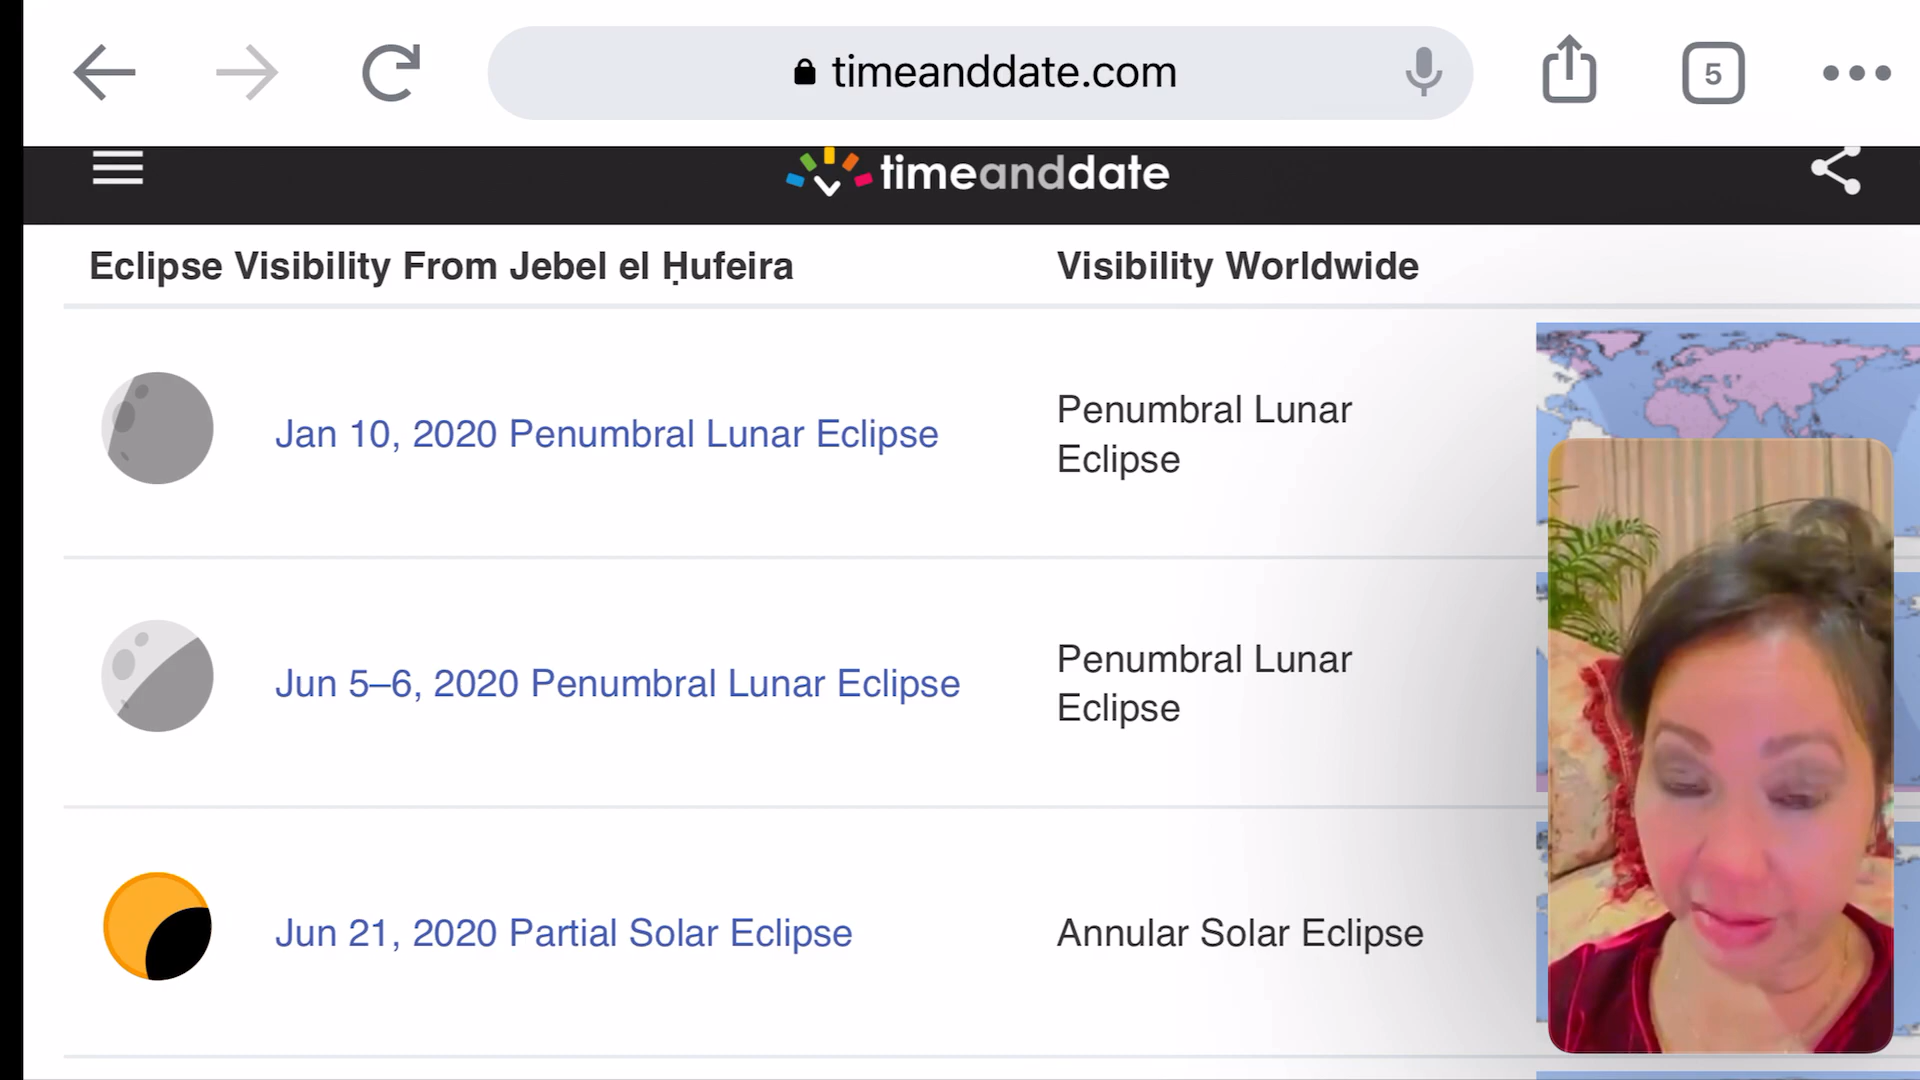 timeanddate.com
5
timeanddate
Eclipse Visibility From Jebel el Ḥufeira
Visibility Worldwide
Jan 10, 2020 Penumbral Lunar Eclipse
Penumbral Lunar
Eclipse
Jun 5–6, 2020 Penumbral Lunar Eclipse
Penumbral Lunar
Eclipse
Jun 21, 2020 Partial Solar Eclipse
Annular Solar Eclipse